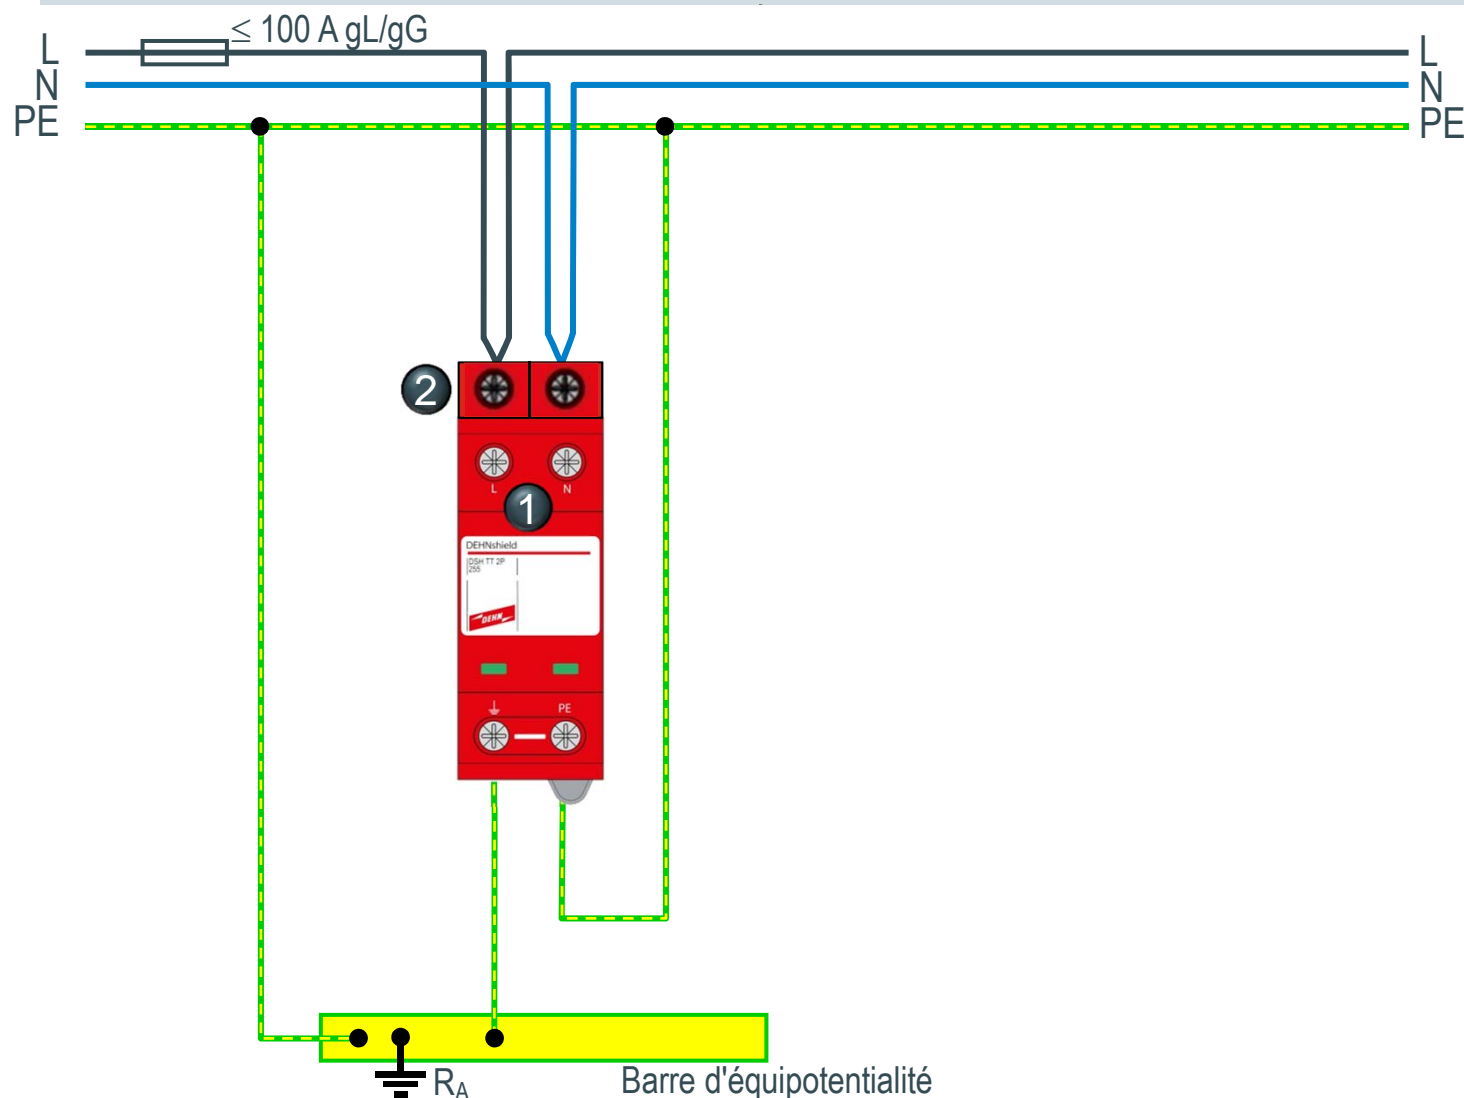 ≤ 100 A gL/gG
L
L
N
N
PE
PE
2
L
N
1
DEHNshield
DSH TT 2P
255
DEHN
PE
RA
Barre d'équipotentialité